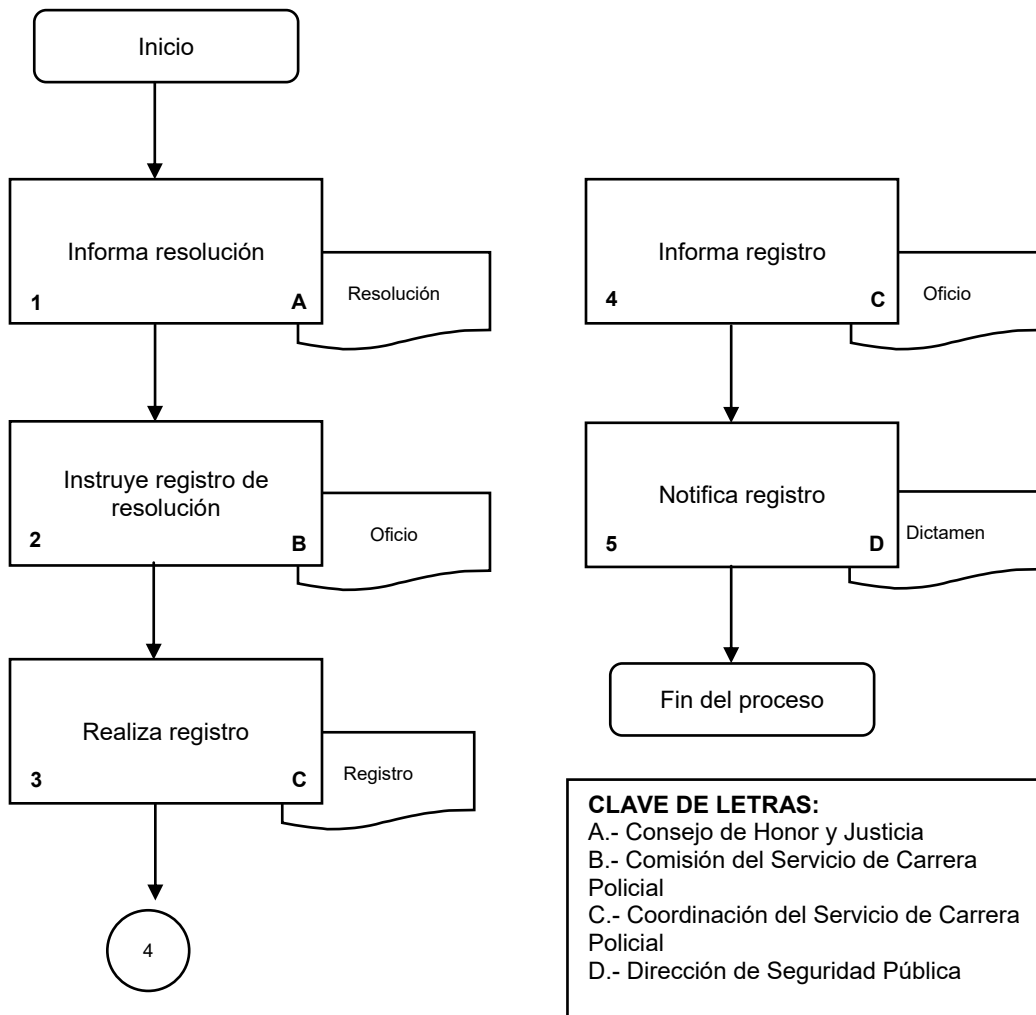 Inicio
Informa resolución
1
A
Resolución
Instruye registro de
resolución
2
B
Oficio
Realiza registro
3
C
Registro
4
Informa registro
4
C
Oficio
Notifica registro
5
D
Dictamen
Fin del proceso
CLAVE DE LETRAS:
A.- Consejo de Honor y Justicia
B.- Comisión del Servicio de Carrera
Policial
C.- Coordinación del Servicio de Carrera
Policial
D.- Dirección de Seguridad Pública